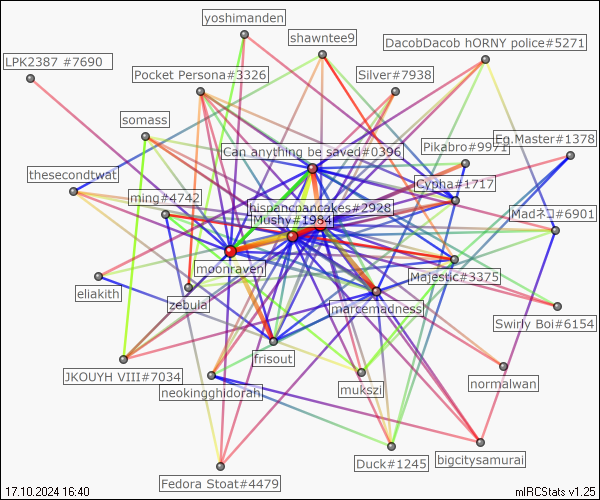 yoshimanden
shawntee9
DacobDacob hORNY police#5271
LPK2387 #7690
Pocket Persona#3326
Silver#7938
somass
Eg.Master#1378
Pikabro#9971
Can anything be saved#0396
thesecondtwat
Cypha#1717
ming#4742
hispancpancakes#2928
Madネコ#6901
Mushy#1984
moonraven
Majestic#3375
eliakith
zebula
marcemadness
Swirly Boi#6154
frisout
JKOUYH VIII#7034
normalwan
neokingghidorah
mukszi
bigcitysamurai
Duck#1245
Fedora Stoat#4479
17.10.2024 16:40
mIRCStats v1.25